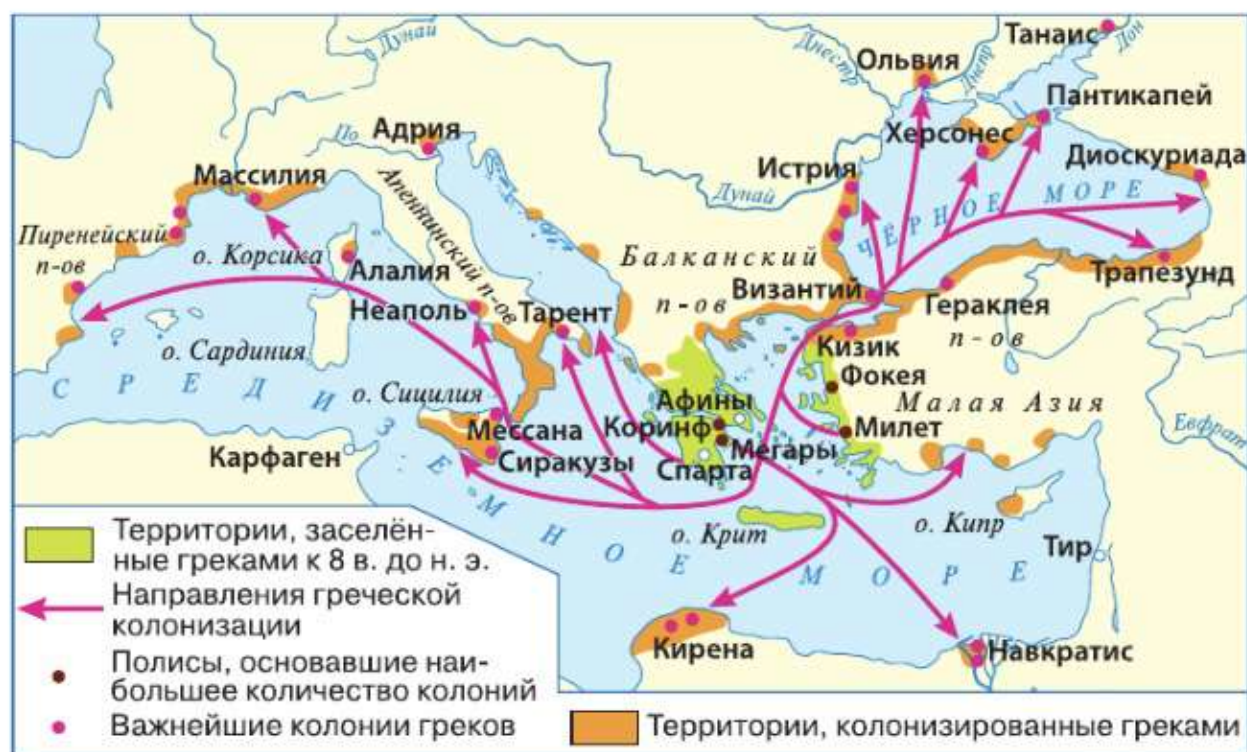 Дунай
Днестр
Днепр
Танаис
Дон
Ольвия
Пантикапей
Херсонес
По
Адрия
Истрия
Диоскуриада
Массилия
Дунай
ЧЁРНОЕ МОРЕ
Апеннинский п-ов
Пиренейский
п-ов
о. Корсика
Алалия
Балканский
п-ов
Трапезунд
Византий
Гераклея
Неаполь
Тарент
п-ов
о. Сардиния
Кизик
Фокея
СРЕДИЗЕМНОЕ МОРЕ
о. Сицилия
Афины
Малая Азия
Мессана
Коринф
Милет
Евфрат
Карфаген
Сиракузы
Мегары
Спарта
о. Крит
о. Кипр
Тир
Кирена
Навкратис
Территории, заселён-
ные греками к 8 в. до н. э.
Направления греческой
колонизации
Полисы, основавшие наи-
большее количество колоний
Важнейшие колонии греков
Территории, колонизированные греками